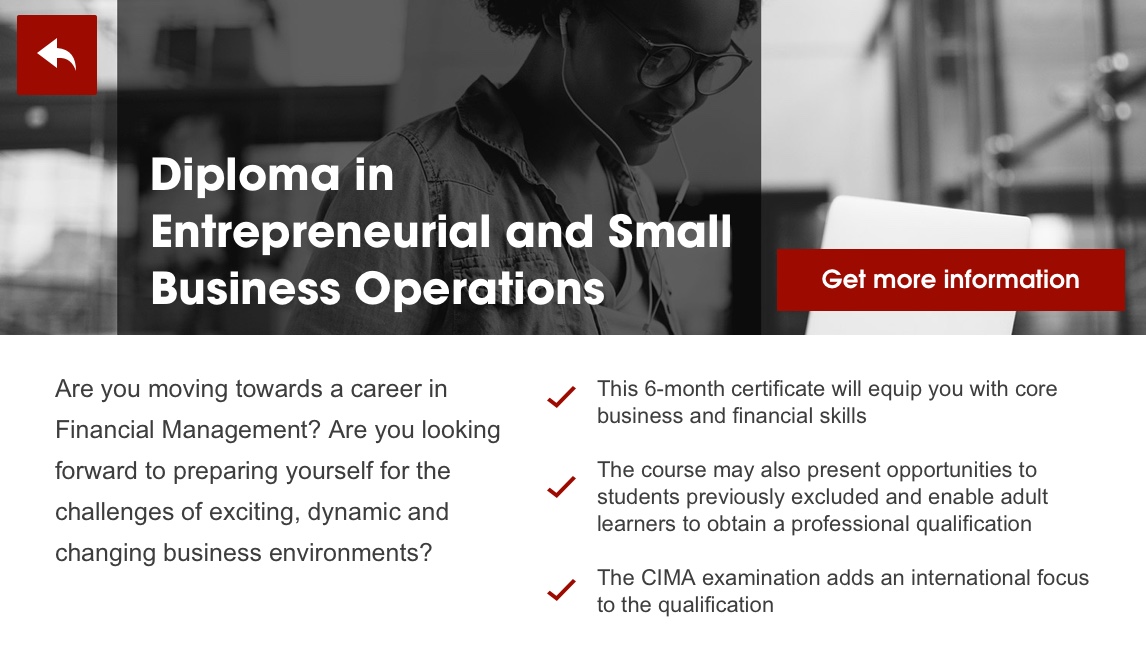 Diploma in
Entrepreneurial and Small
Business Operations
Get more information
Are you moving towards a career in
Financial Management? Are you looking
forward to preparing yourself for the
challenges of exciting, dynamic and
changing business environments?
This 6-month certificate will equip you with core
business and financial skills
The course may also present opportunities to
students previously excluded and enable adult
learners to obtain a professional qualification
The CIMA examination adds an international focus
to the qualification